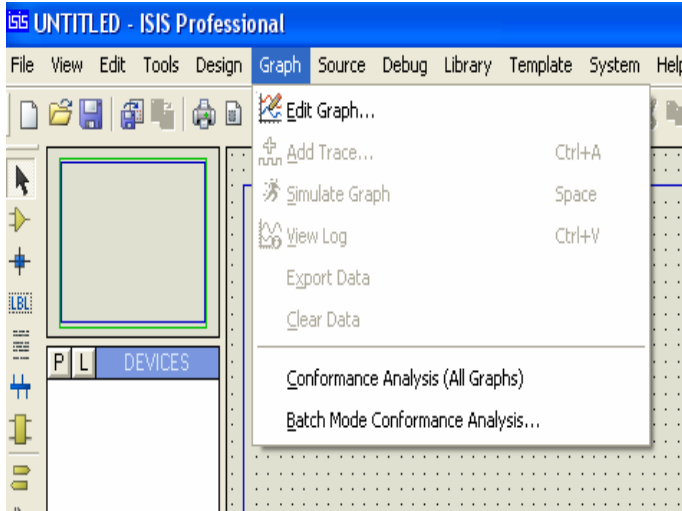 isis UNTITLED - ISIS Professional
File View Edit Tools Design Graph Source Debug Library Template System Help
Edit Graph...
Add Trace... Ctrl+A
Simulate Graph Space
View Log Ctrl+V
Export Data
Clear Data
Conformance Analysis (All Graphs)
Batch Mode Conformance Analysis...
LBL
P L DEVICES